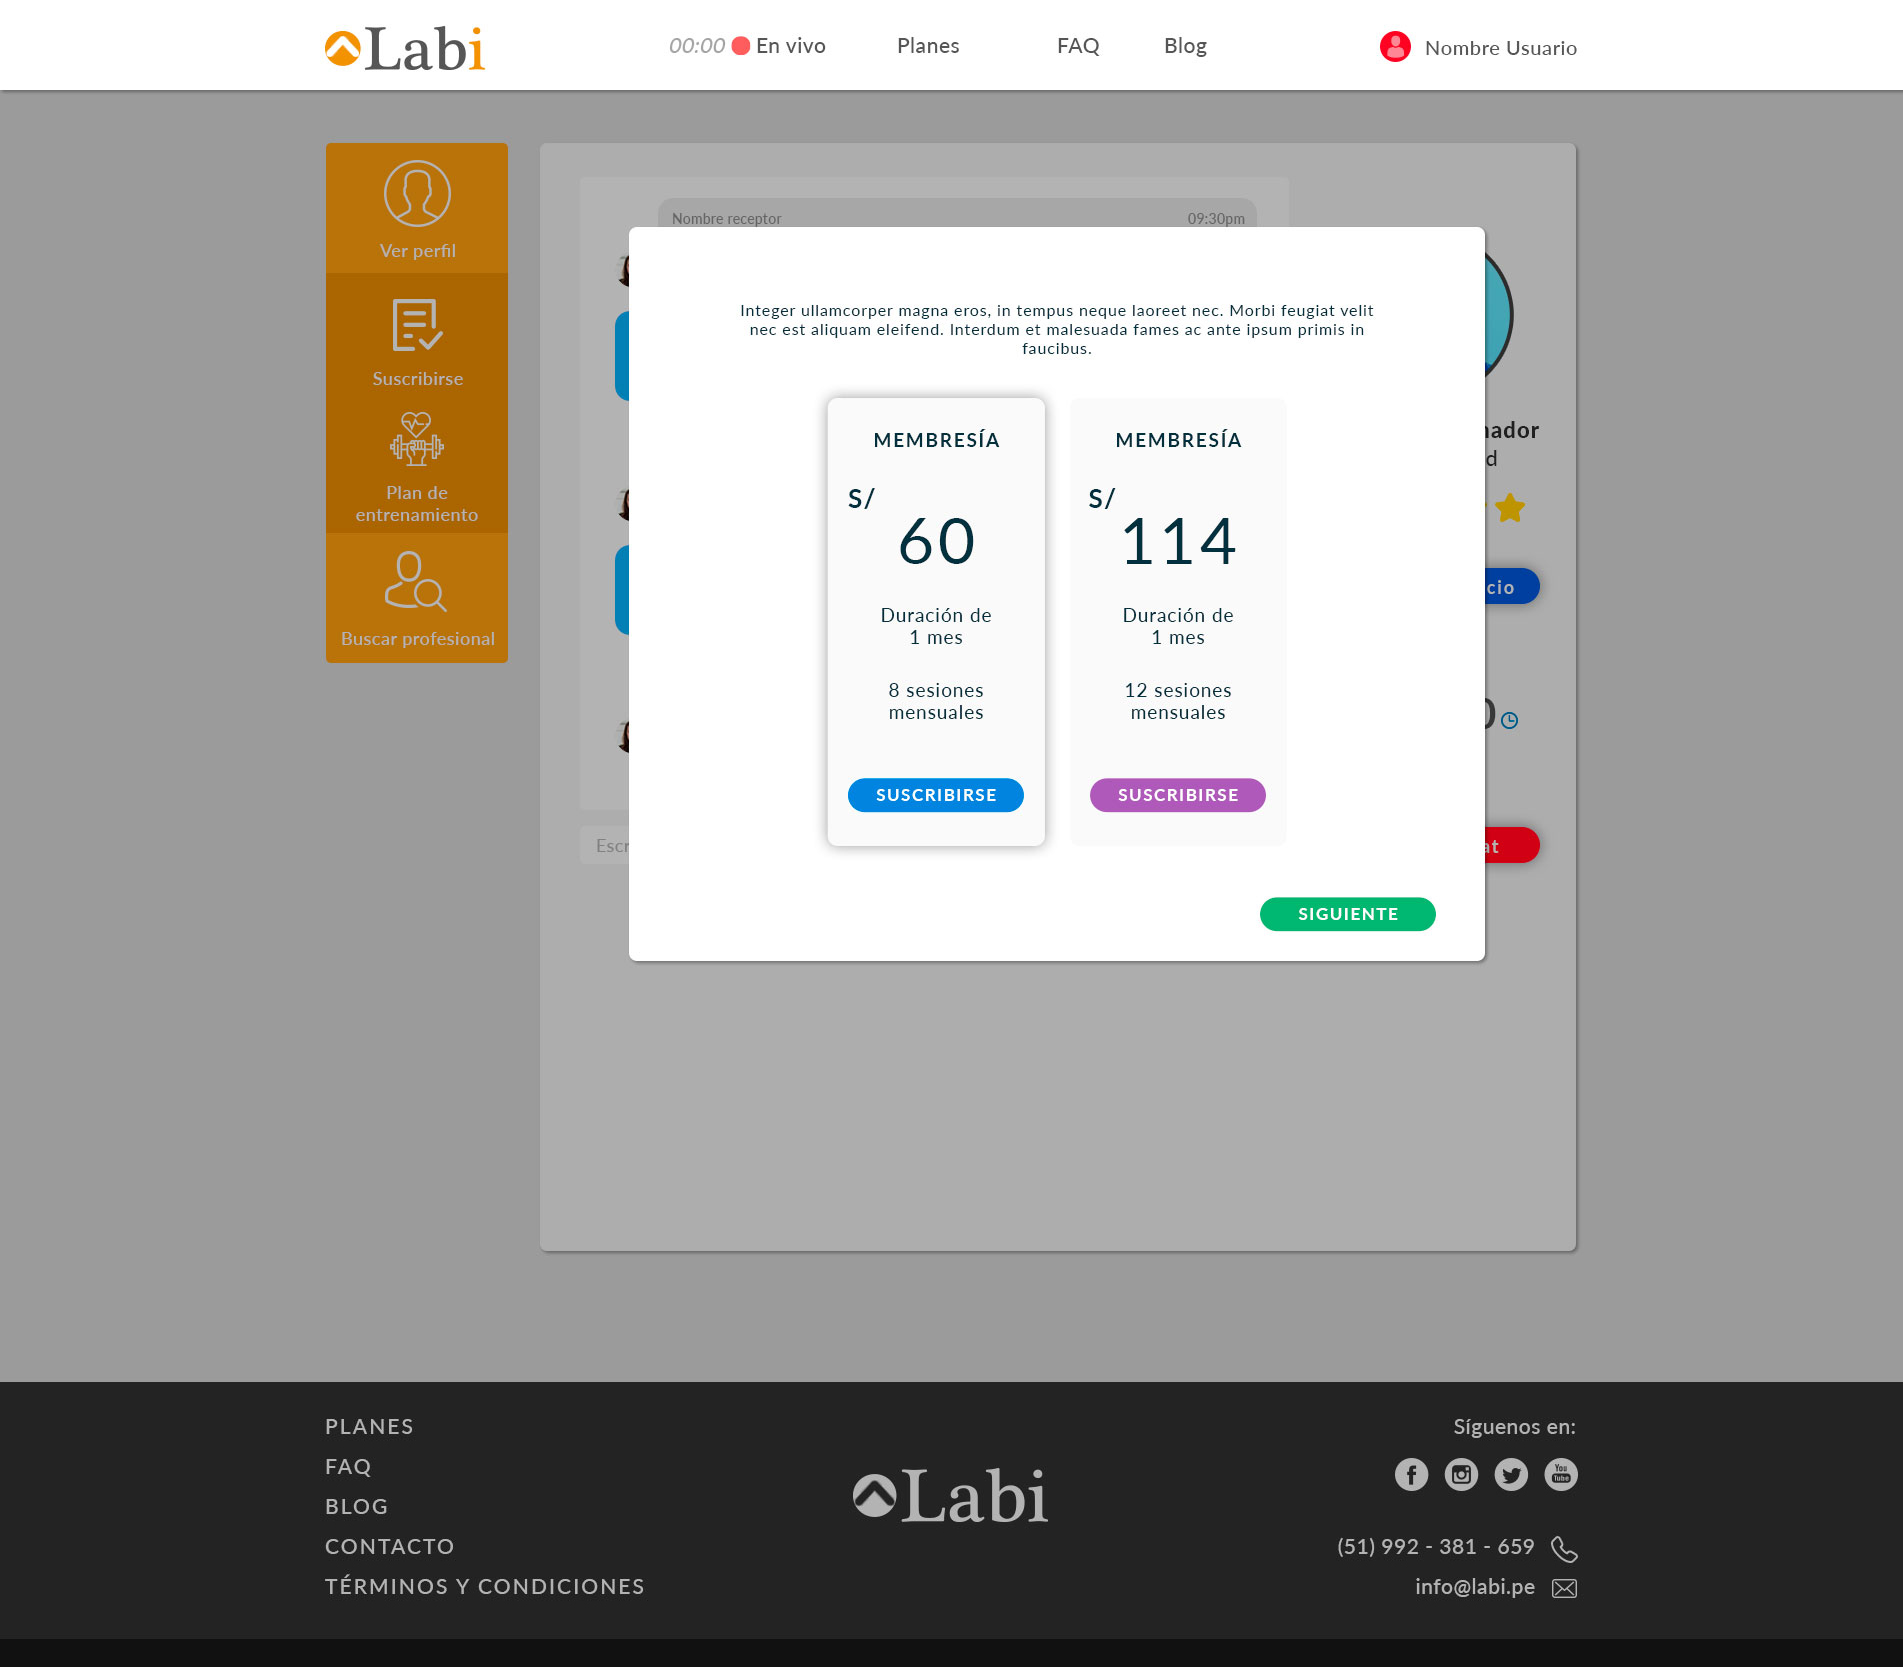 Labi
00:00 En vivo
Planes
FAQ
Blog
Nombre Usuario
Ver perfil
Suscribirse
Plan de
entrenamiento
Buscar profesional
Nombre receptor
09:30pm
Integer ullamcorper magna eros, in tempus neque laoreet nec. Morbi feugiat velit
nec est aliquam eleifend. Interdum et malesuada fames ac ante ipsum primis in
faucibus.
MEMBRESÍA
S/
60
Duración de
1 mes
8 sesiones
mensuales
SUSCRIBIRSE
MEMBRESÍA
S/
114
Duración de
1 mes
12 sesiones
mensuales
SUSCRIBIRSE
SIGUIENTE
PLANES
FAQ
BLOG
CONTACTO
TÉRMINOS Y CONDICIONES
Labi
Síguenos en:
You
Tube
(51) 992 - 381 - 659
info@labi.pe